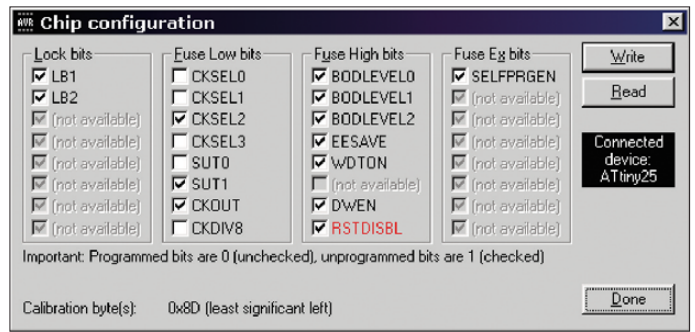 AVR Chip configuration
Lock bits
LB1
LB2
(not available)
(not available)
(not available)
(not available)
(not available)
(not available)
Fuse Low bits
CKSEL0
CKSEL1
CKSEL2
CKSEL3
SUT0
SUT1
CKOUT
CKDIV8
Fuse High bits
BODLEVEL0
BODLEVEL1
BODLEVEL2
EESAVE
WDTON
(not available)
DWEN
RSTDISBL
Fuse Ex bits
SELFPRGEN
(not available)
(not available)
(not available)
(not available)
(not available)
(not available)
(not available)
Write
Read
Connected
device:
ATtiny25
Important: Programmed bits are 0 (unchecked), unprogrammed bits are 1 (checked)
Calibration byte(s): 0x8D (least significant left)
Done